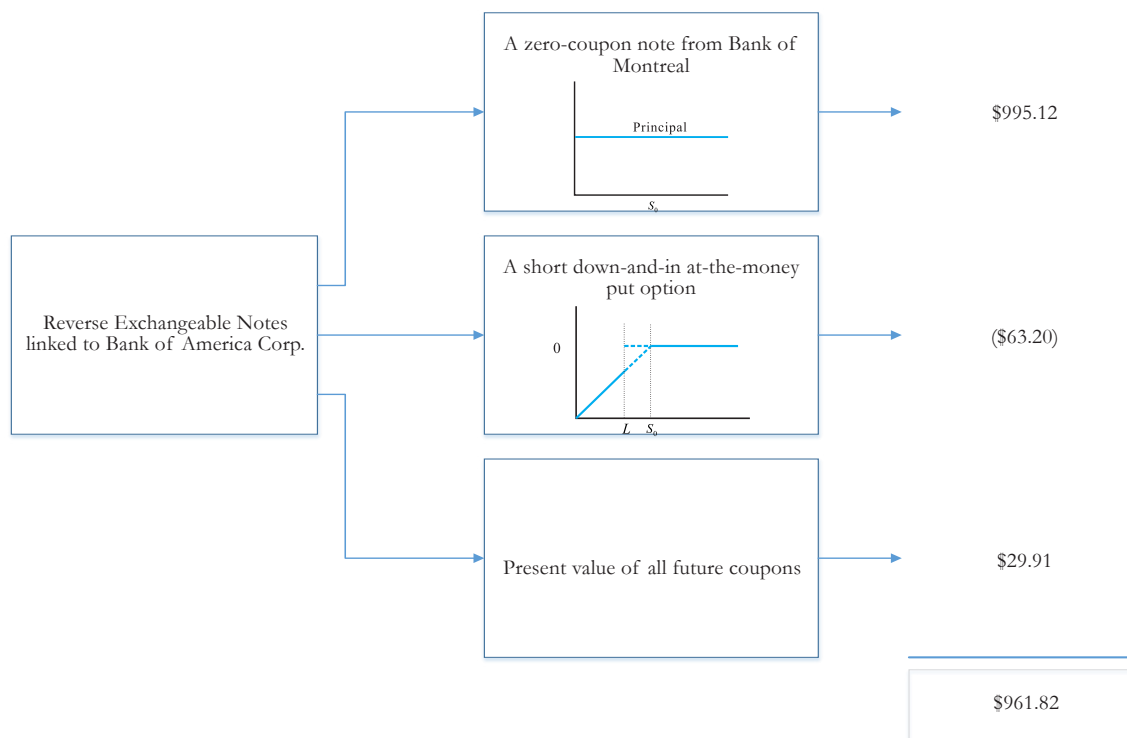 A zero-coupon note from Bank of
Montreal
Principal
S₀
$995.12
Reverse Exchangeable Notes
linked to Bank of America Corp.
A short down-and-in at-the-money
put option
0
L S₀
($63.20)
Present value of all future coupons
$29.91
$961.82